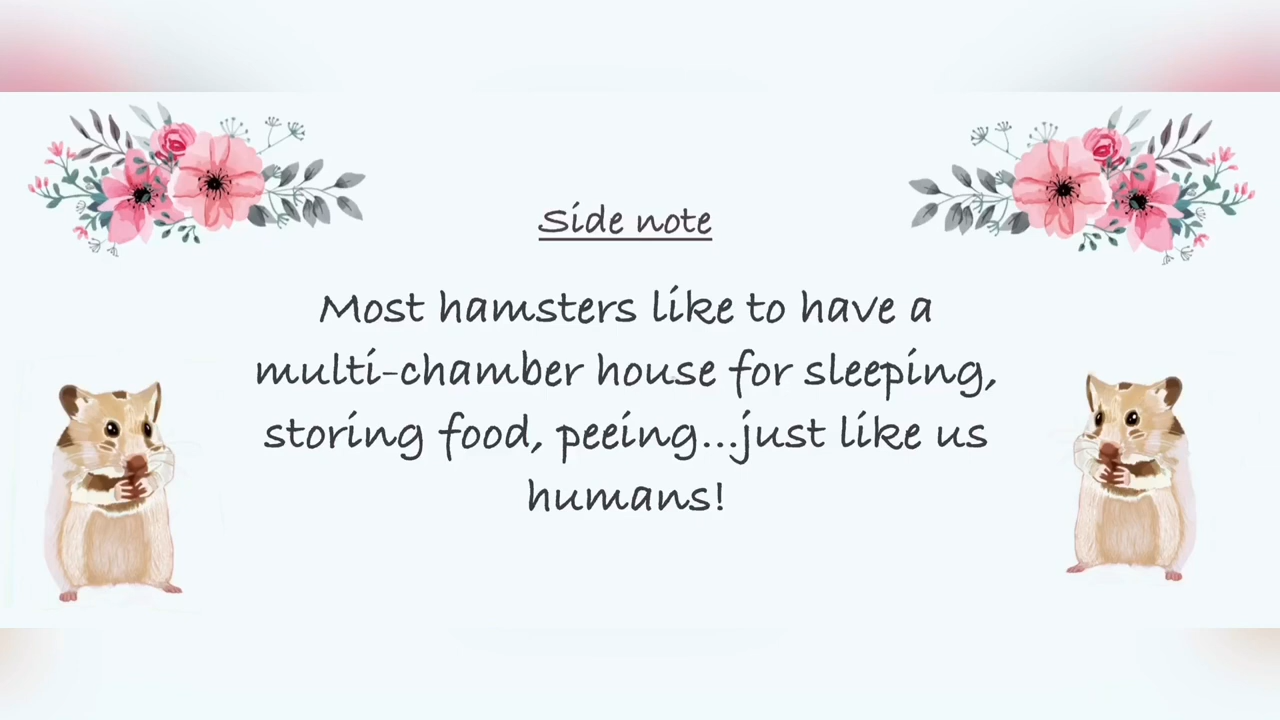 Side note
Most hamsters like to have a
multi-chamber house for sleeping,
storing food, peeing...just like us
humans!